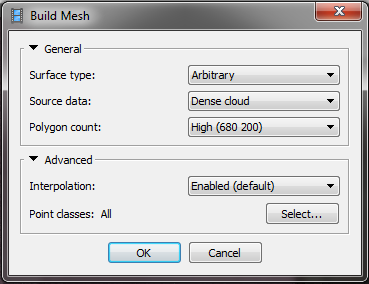 Build Mesh
General
Surface type: Arbitrary
Source data: Dense cloud
Polygon count: High (680 200)
Advanced
Interpolation: Enabled (default)
Point classes: All Select...
OK Cancel